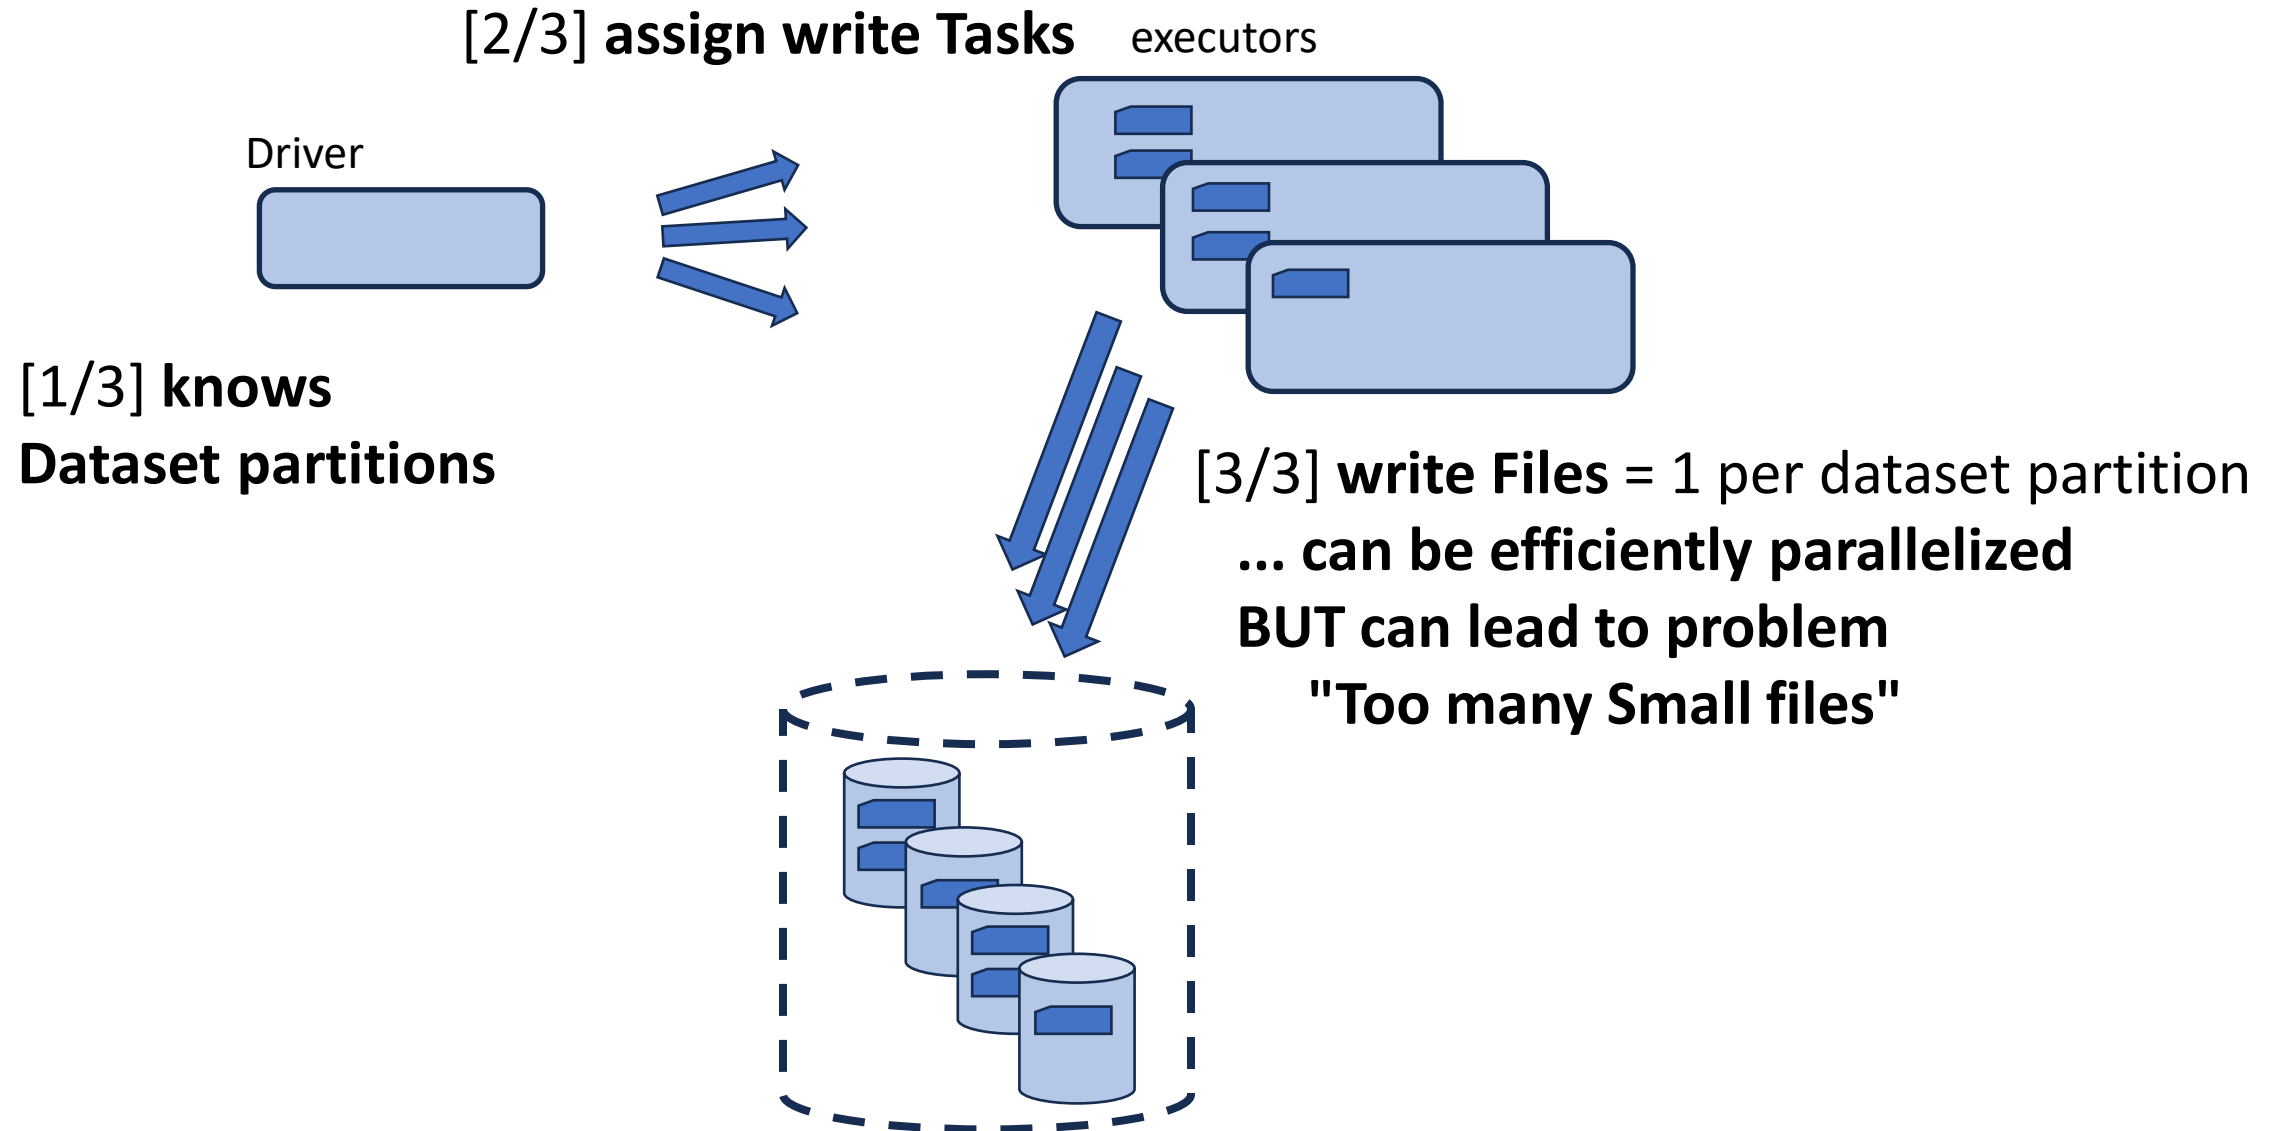 [2/3] assign write Tasks
executors
Driver
[1/3] knows
Dataset partitions
[3/3] write Files = 1 per dataset partition
... can be efficiently parallelized
BUT can lead to problem
"Too many Small files"